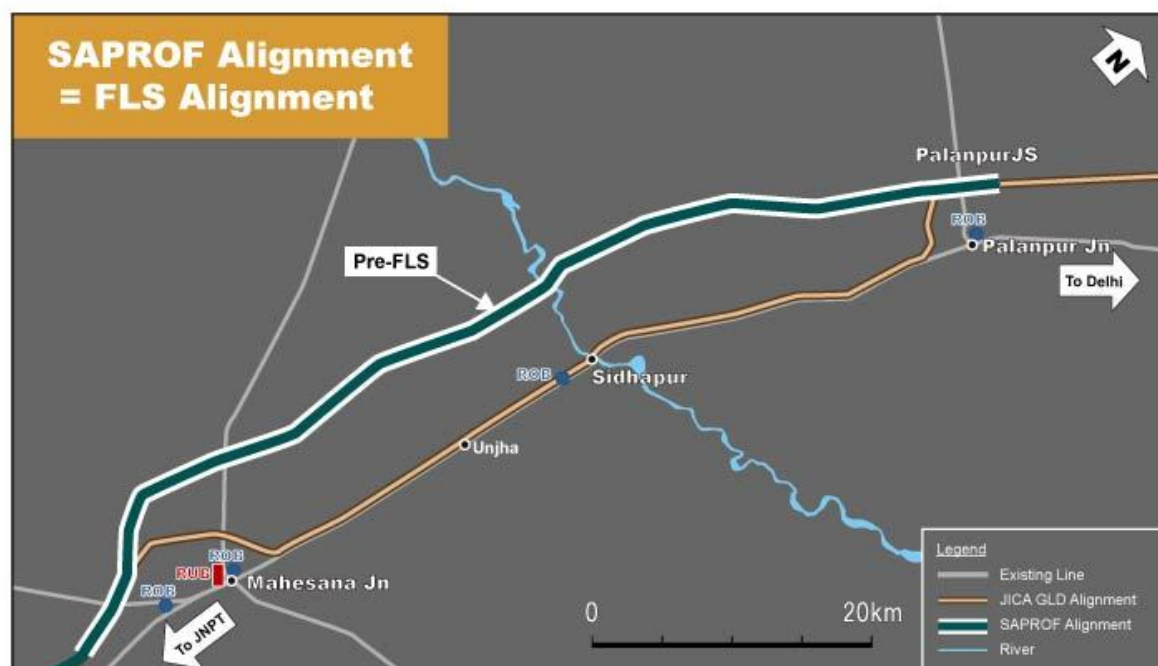 SAPROF Alignment
= FLS Alignment
N
PalanpurJS
ROB
Palanpur Jn
To Delhi
Pre-FLS
ROB
Sidhapur
Unjha
ROB
RUB
Mahesana Jn
ROB
To JNPT
0 20km
Legend
Existing Line
JICA GLD Alignment
SAPROF Alignment
River